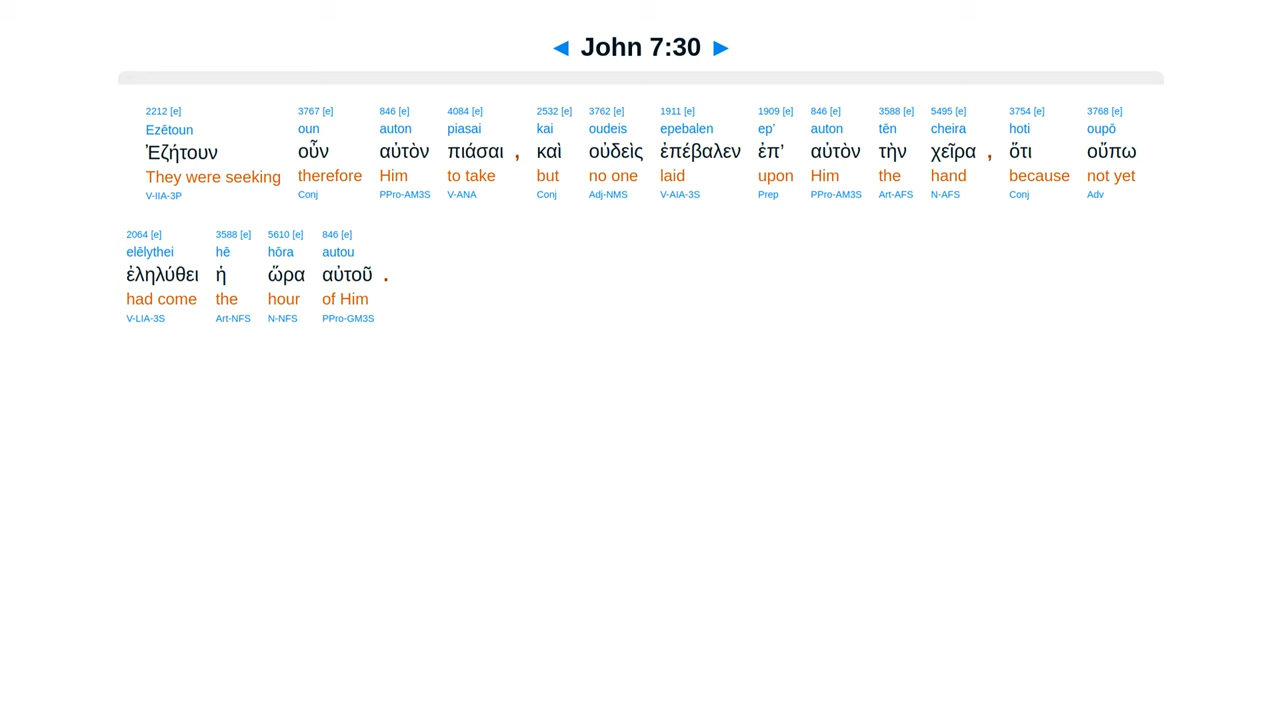 ◄ John 7:30 ►
2212 [e] 3767 [e] 846 [e] 4084 [e] 2532 [e] 3762 [e] 1911 [e] 1909 [e] 846 [e] 3588 [e] 5495 [e] 3754 [e] 3768 [e]
Ezētoun oun auton piasai kai oudeis epebalen ep’ auton tēn cheira hoti oupō
Ἐζήτουν οὖν αὐτὸν πιάσαι , καὶ οὐδεὶς ἐπέβαλεν ἐπ’ αὐτὸν τὴν χεῖρα , ὅτι οὔπω
They were seeking therefore Him to take but no one laid upon Him the hand because not yet
V-IIA-3P Conj PPro-AM3S V-ANA Conj Adj-NMS V-AIA-3S Prep PPro-AM3S Art-AFS N-AFS Conj Adv
2064 [e] 3588 [e] 5610 [e] 846 [e]
elēlythei hē hōra autou
ἐληλύθει ἡ ὥρα αὐτοῦ .
had come the hour of Him
V-LIA-3S Art-NFS N-NFS PPro-GM3S